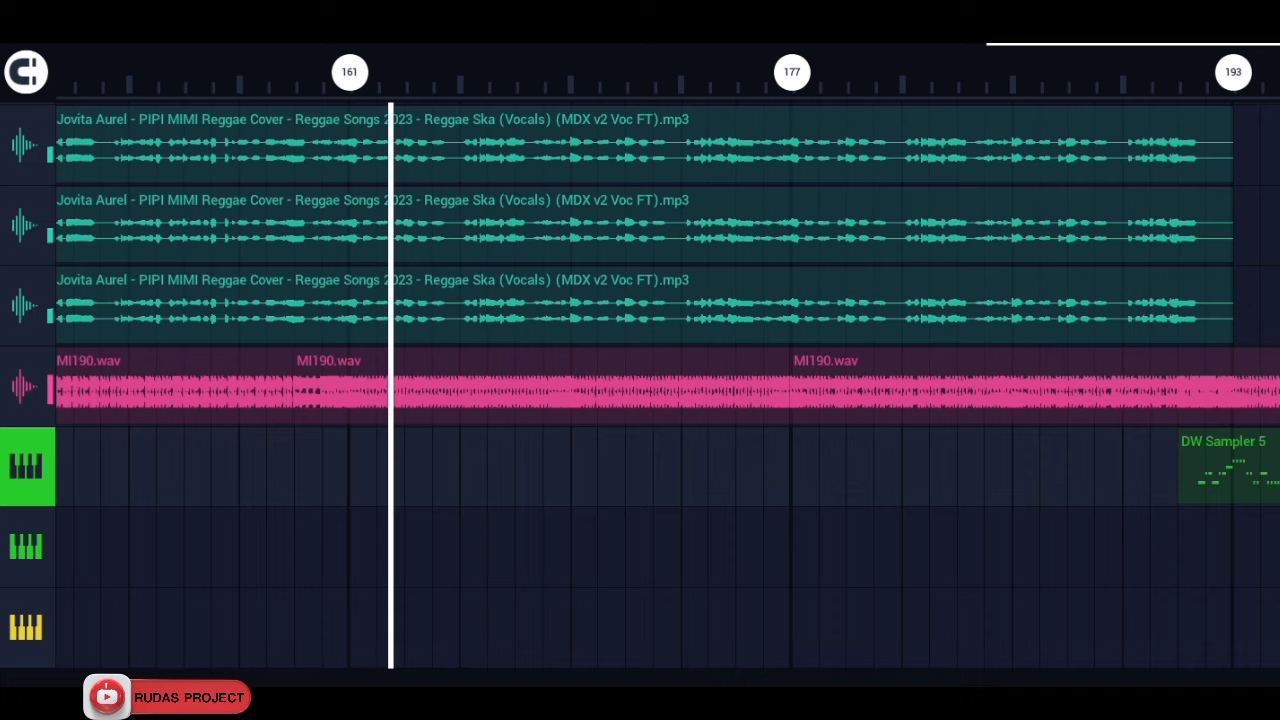 161
177
193
Jovita Aurel - PIPI MIMI Reggae Cover - Reggae Songs 2023 - Reggae Ska (Vocals) (MDX v2 Voc FT).mp3
Jovita Aurel - PIPI MIMI Reggae Cover - Reggae Songs 2023 - Reggae Ska (Vocals) (MDX v2 Voc FT).mp3
Jovita Aurel - PIPI MIMI Reggae Cover - Reggae Songs 2023 - Reggae Ska (Vocals) (MDX v2 Voc FT).mp3
MI190.wav
MI190.wav
MI190.wav
DW Sampler 5
RUDAS PROJECT